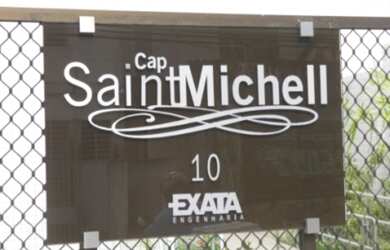 Cap
SaintMichell
10
EXATA
ENGENHARIA